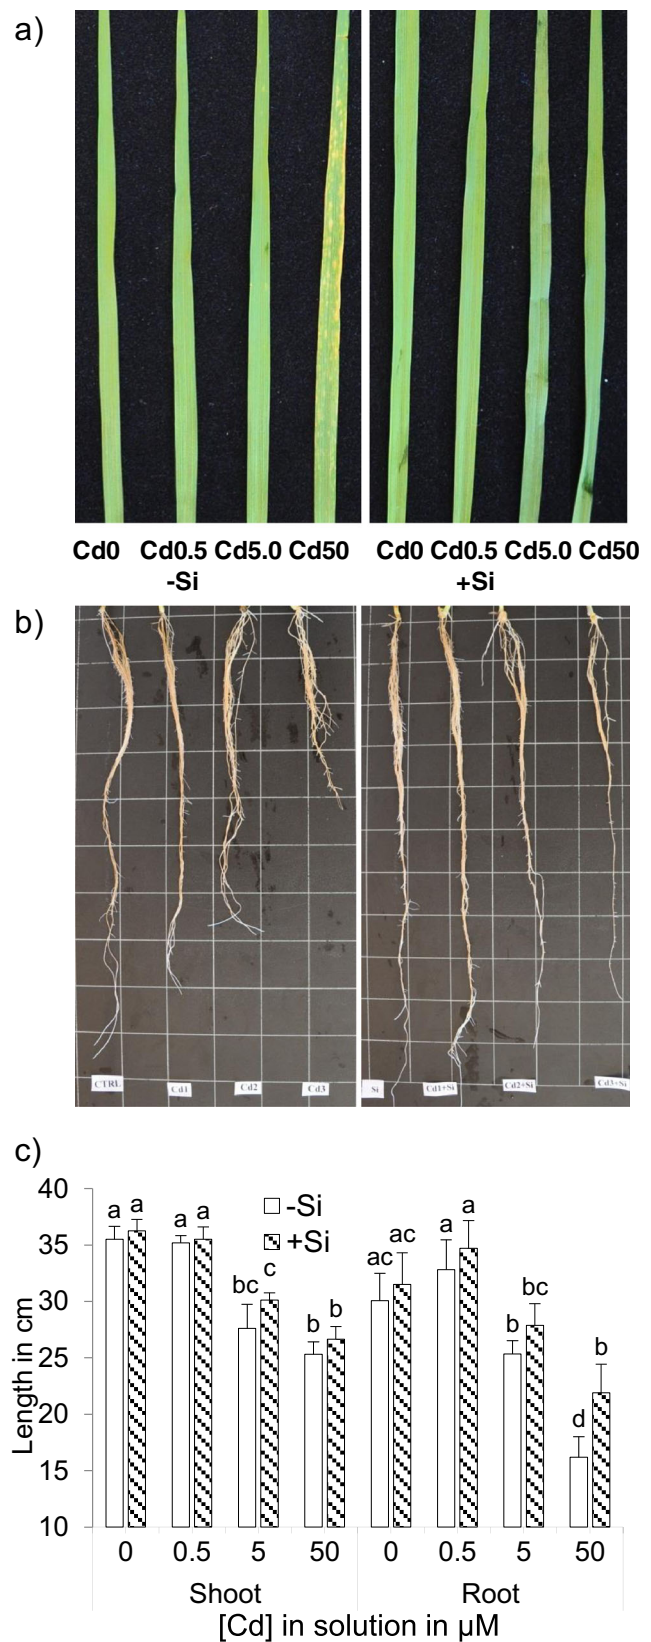 a)
Cd0 Cd0.5 Cd5.0 Cd50 Cd0 Cd0.5 Cd5.0 Cd50
-Si +Si
b)
CTRL Cd1 Cd2 Cd3 Si Cd1+Si Cd2+Si Cd3+Si
c)
40
35
30
25
20
15
10
Length in cm
-Si
+Si
a a a a bc c b b ac ac a a b bc d b
0 0.5 5 50 0 0.5 5 50
Shoot Root
[Cd] in solution in µM